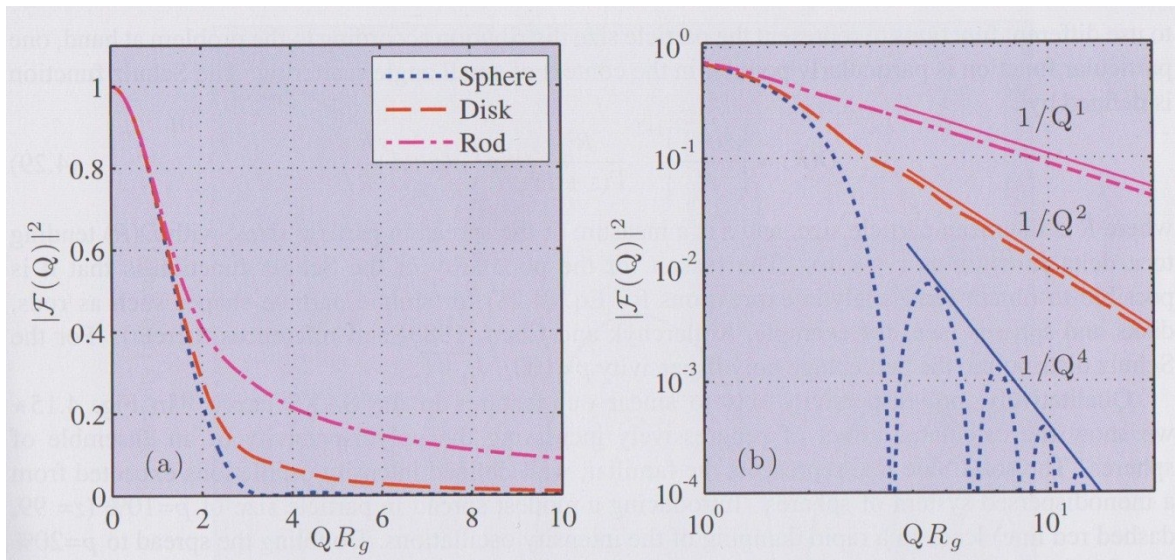 |F(Q)|²
1
0.8
0.6
0.4
0.2
0
0 2 4 6 8 10
QR_g
(a)
Sphere
Disk
Rod
|F(Q)|²
10⁰
10⁻¹
10⁻²
10⁻³
10⁻⁴
10⁰ 10¹
QR_g
(b)
1/Q¹
1/Q²
1/Q⁴